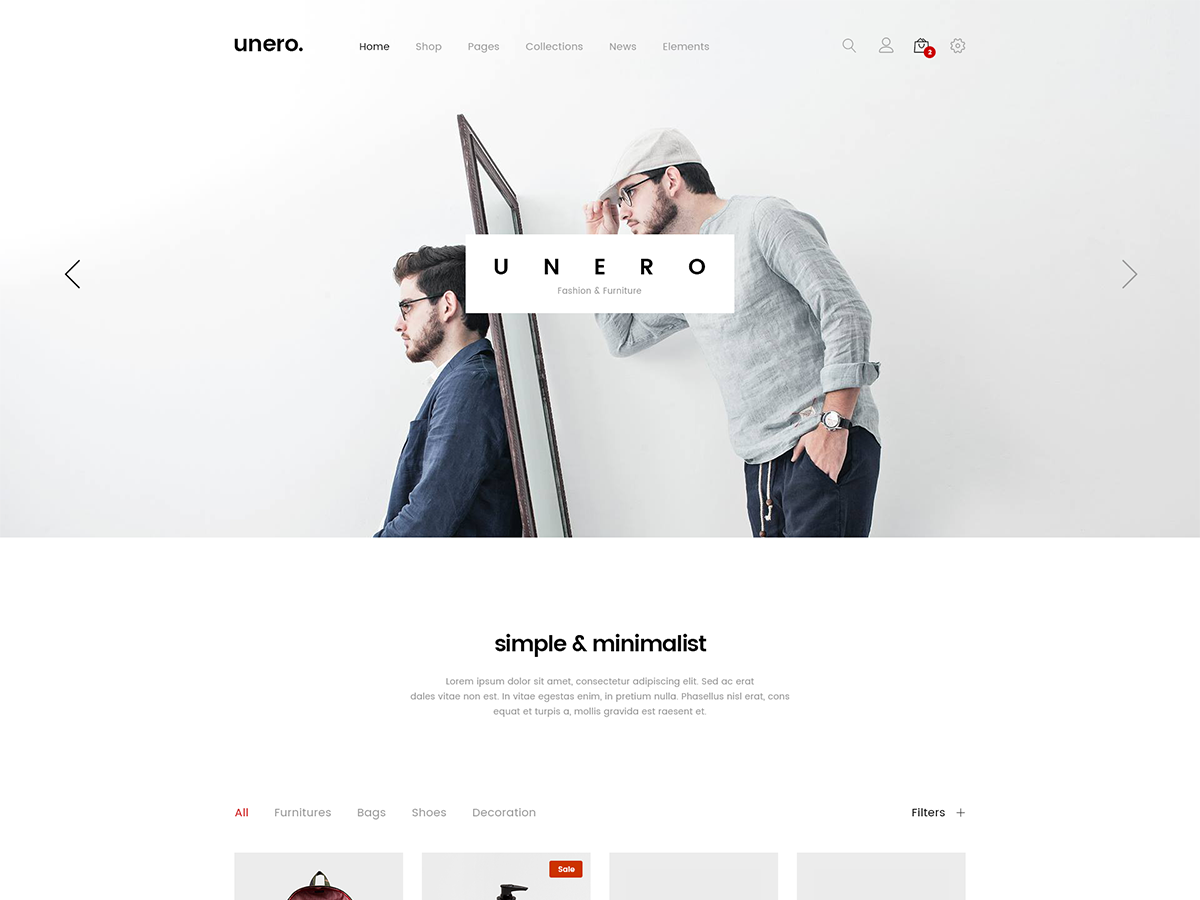 unero.
Home Shop Pages Collections News Elements
2
U N E R O
Fashion & Furniture
simple & minimalist
Lorem ipsum dolor sit amet, consectetur adipiscing elit. Sed ac erat
dales vitae non est. In vitae egestas enim, in pretium nulla. Phasellus nisl erat, cons
equat et turpis a, mollis gravida est raesent et.
All Furnitures Bags Shoes Decoration Filters +
Sale